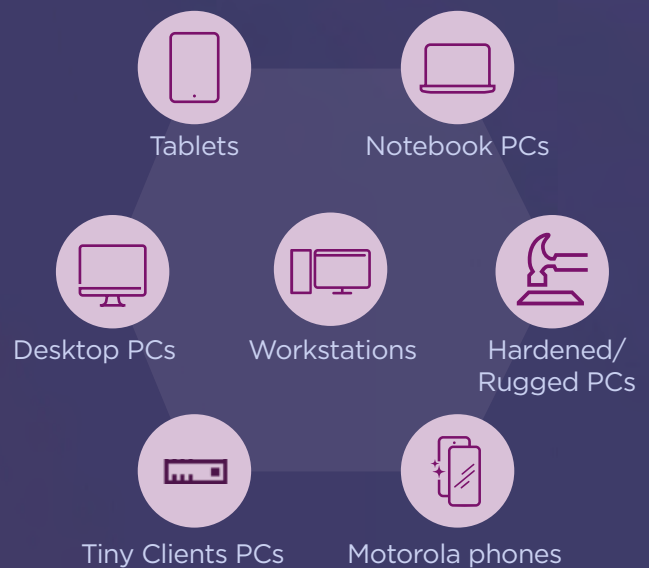 Tablets
Notebook PCs
Desktop PCs
Workstations
Hardened/
Rugged PCs
Tiny Clients PCs
Motorola phones